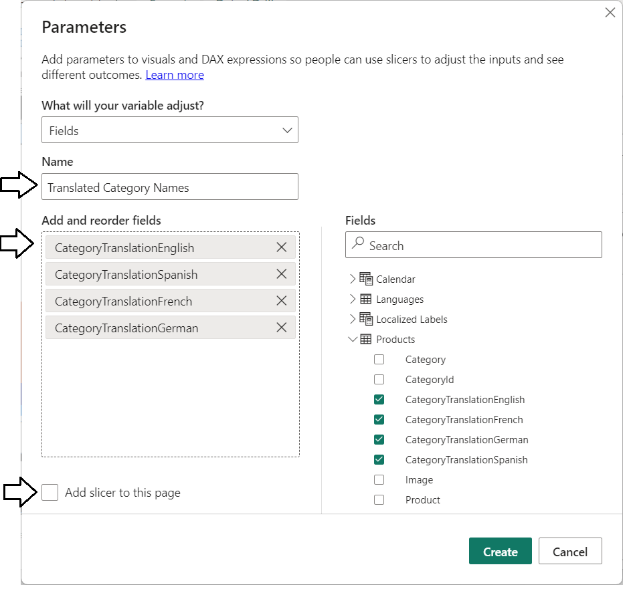 Parameters
Add parameters to visuals and DAX expressions so people can use slicers to adjust the inputs and see
different outcomes. Learn more
What will your variable adjust?
Fields
Name
Translated Category Names
Add and reorder fields
CategoryTranslationEnglish
CategoryTranslationSpanish
CategoryTranslationFrench
CategoryTranslationGerman
Add slicer to this page
Fields
Search
Calendar
Languages
Localized Labels
Products
Category
CategoryId
CategoryTranslationEnglish
CategoryTranslationFrench
CategoryTranslationGerman
CategoryTranslationSpanish
Image
Product
Create
Cancel